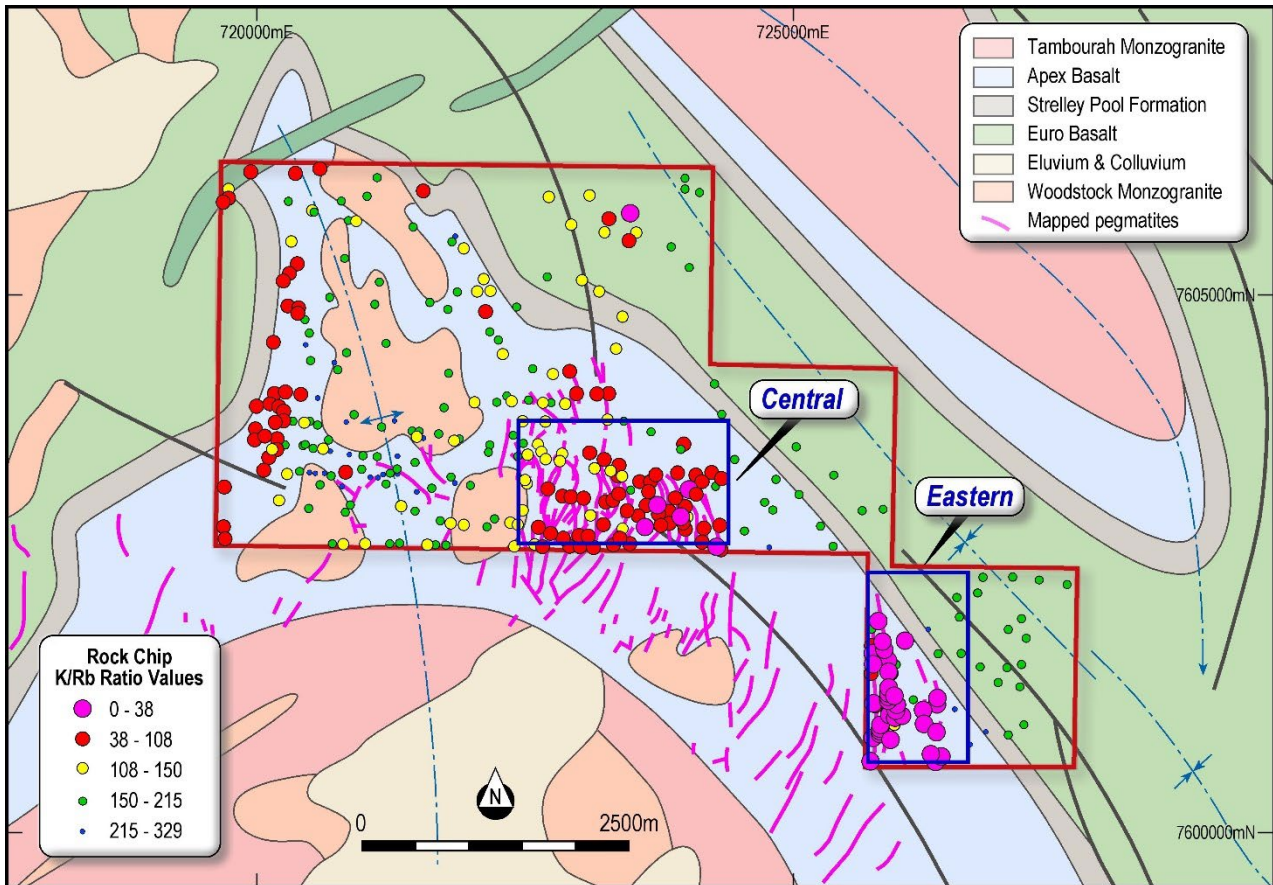 720000mE
725000mE
Tambourah Monzogranite
Apex Basalt
Strelley Pool Formation
Euro Basalt
Eluvium & Colluvium
Woodstock Monzogranite
Mapped pegmatites
7605000mN
Central
Eastern
Rock Chip
K/Rb Ratio Values
0 - 38
38 - 108
108 - 150
150 - 215
215 - 329
N
0
2500m
7600000mN